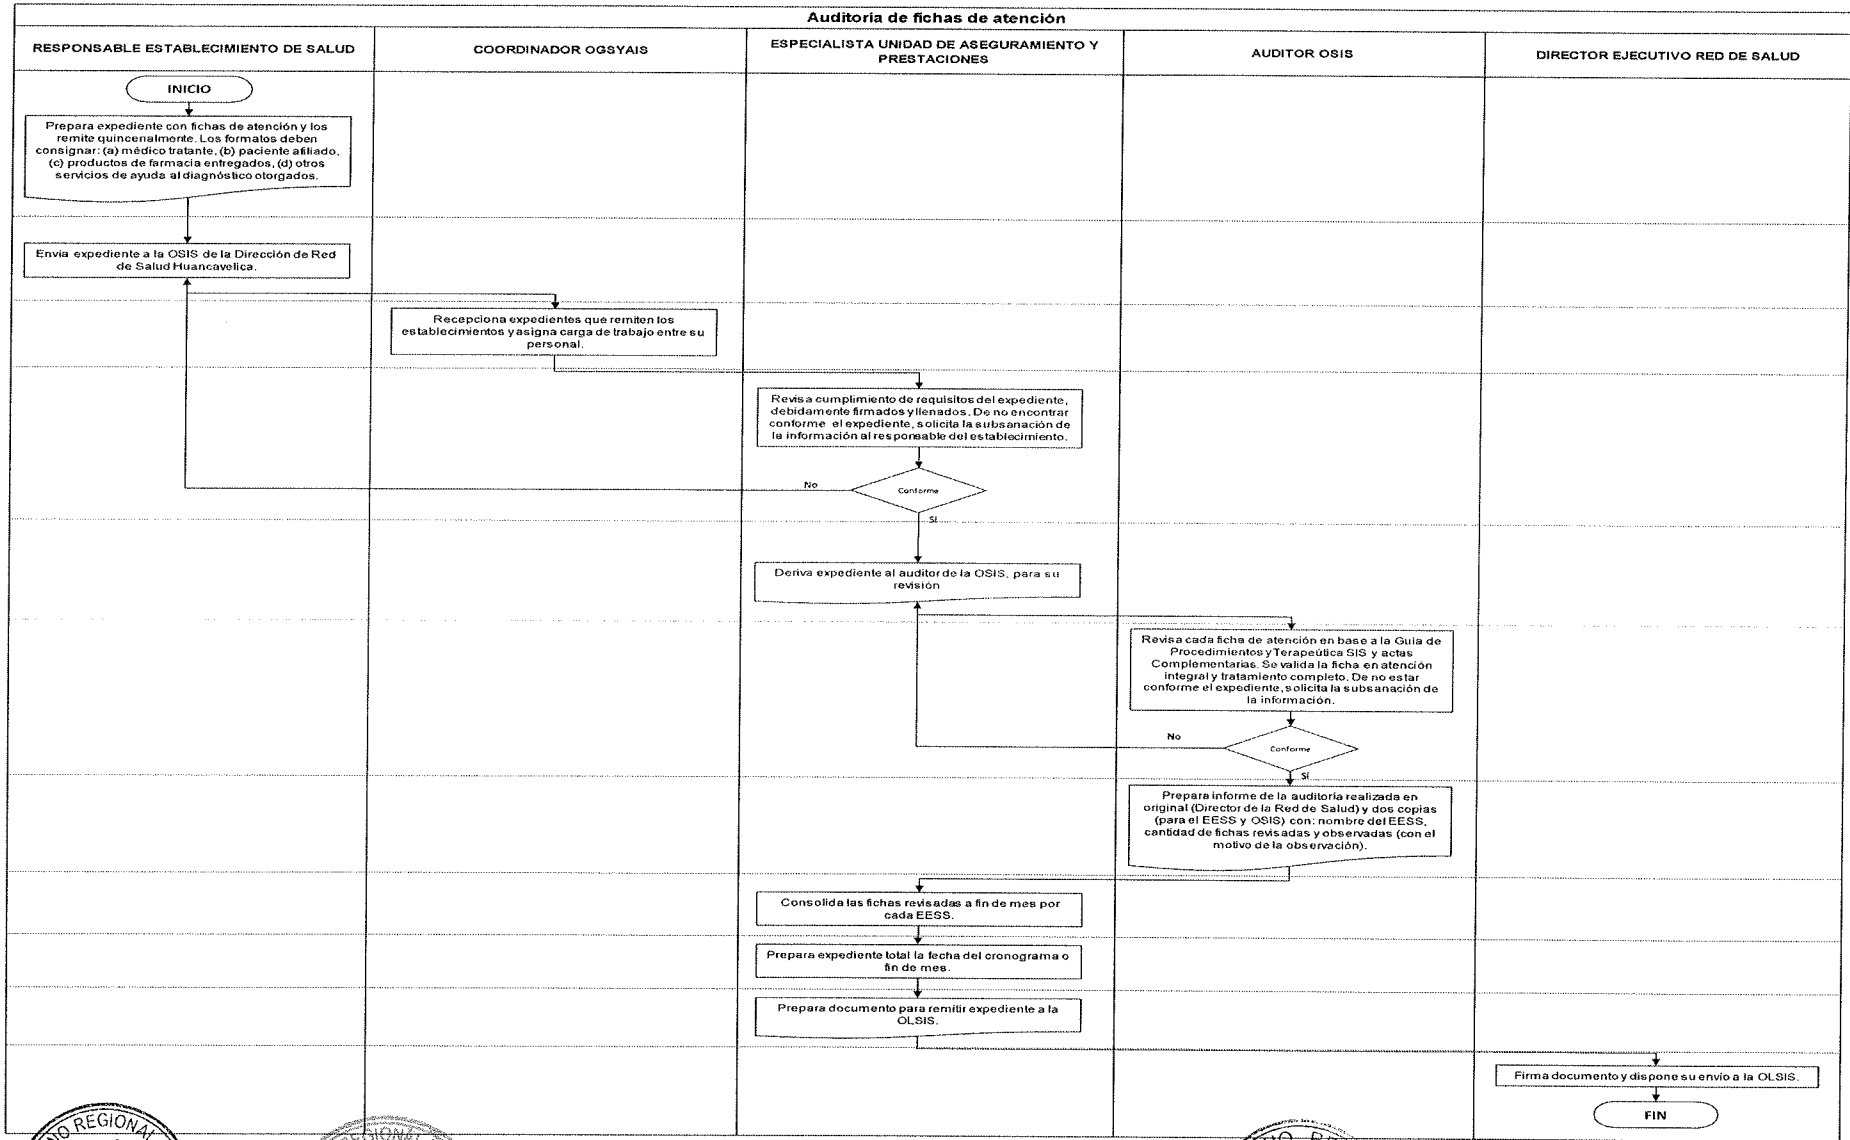 Auditoria de fichas de atención
RESPONSABLE ESTABLECIMIENTO DE SALUD
COORDINADOR OGSYAIS
ESPECIALISTA UNIDAD DE ASEGURAMIENTO Y
PRESTACIONES
AUDITOR OSIS
DIRECTOR EJECUTIVO RED DE SALUD
INICIO
Prepara expediente con fichas de atención y los
remite quincenalmente. Los formatos deben
consignar: (a) médico tratante, (b) paciente afiliado,
(c) productos de farmacia entregados, (d) otros
servicios de ayuda al diagnóstico otorgados.
Envia expediente a la OSIS de la Dirección de Red
de Salud Huancavelica.
Recepciona expedientes que remiten los
establecimientos y asigna carga de trabajo entre su
personal.
Revisa cumplimiento de requisitos del expediente,
debidamente firmados y llenados. De no encontrar
conforme el expediente, solicita la subsanación de
la información al responsable del establecimiento.
No
Conforme
Sí
Deriva expediente al auditor de la OSIS, para su
revisión
Revisa cada ficha de atención en base a la Guia de
Procedimientos y Terapeútica SIS y actas
Complementarias. Se valida la ficha en atención
integral y tratamiento completo. De no estar
conforme el expediente, solicita la subsanación de
la información.
No
Conforme
Sí
Prepara informe de la auditoría realizada en
original (Director de la Red de Salud) y dos copias
(para el EESS y OSIS) con: nombre del EESS,
cantidad de fichas revisadas y observadas (con el
motivo de la observación).
Consolida las fichas revisadas a fin de mes por
cada EESS.
Prepara expediente total la fecha del cronograma o
fin de mes.
Prepara documento para remitir expediente a la
OLSIS.
Firma documento y dispone su envío a la OLSIS.
FIN
REGIONAL
REGIONAL